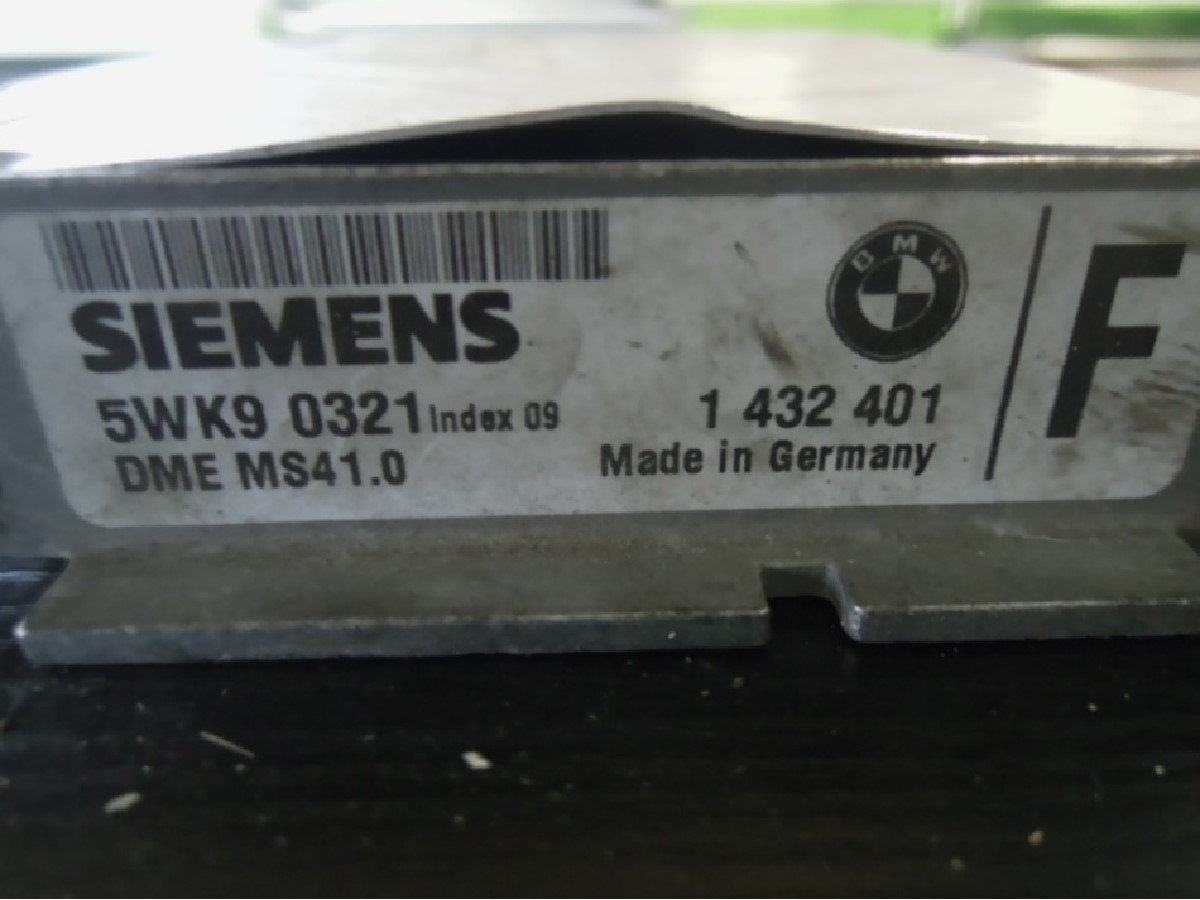 SIEMENS
BMW
F
5WK9 0321 Index 09
1 432 401
DME MS41.0
Made in Germany